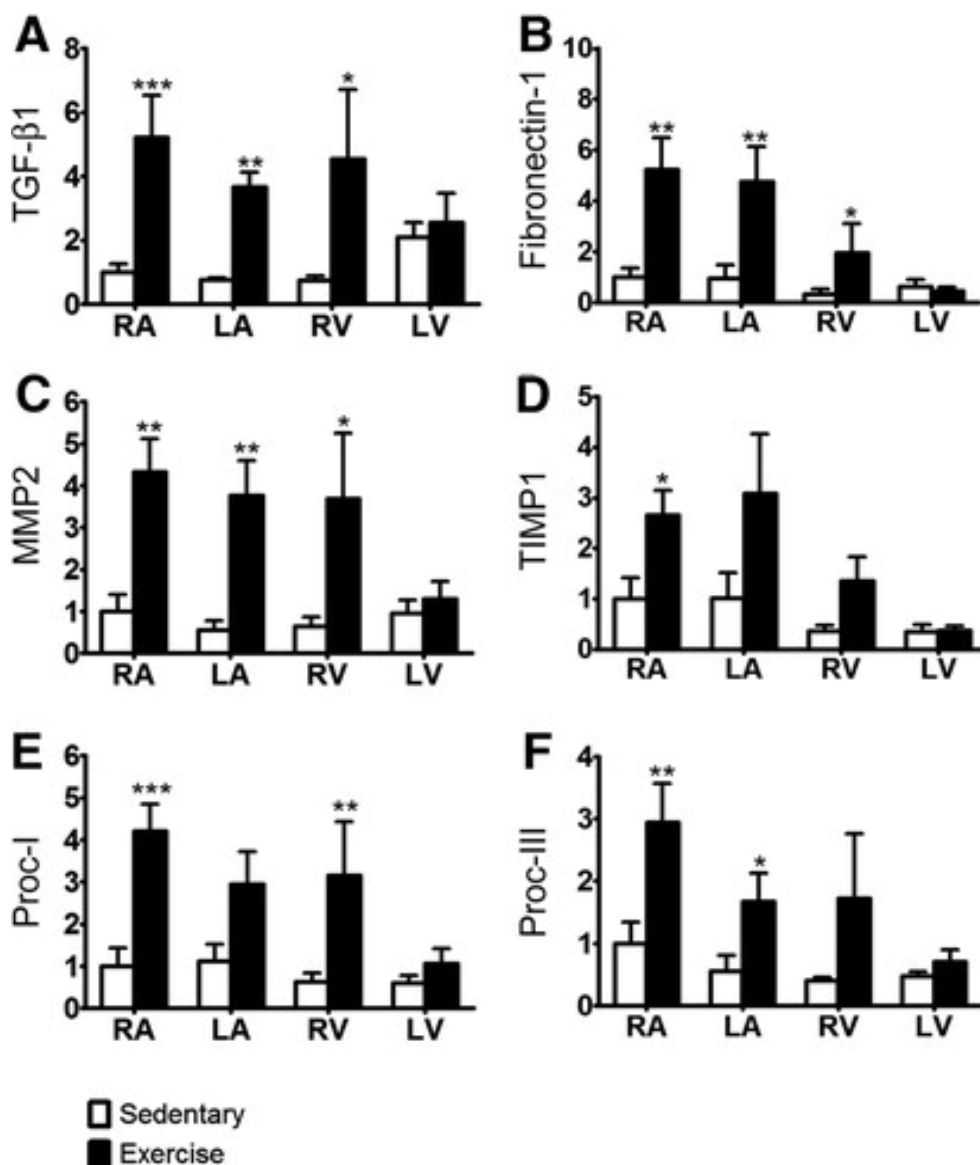 A
B
TGF-β1
8
6
4
2
0
***
**
*
RA LA RV LV
Fibronectin-1
10
8
6
4
2
0
**
**
*
RA LA RV LV
C
D
MMP2
6
5
4
3
2
1
0
**
**
*
RA LA RV LV
TIMP1
5
4
3
2
1
0
*
RA LA RV LV
E
F
Proc-I
6
5
4
3
2
1
0
***
**
RA LA RV LV
Proc-III
4
3
2
1
0
**
*
RA LA RV LV
Sedentary
Exercise